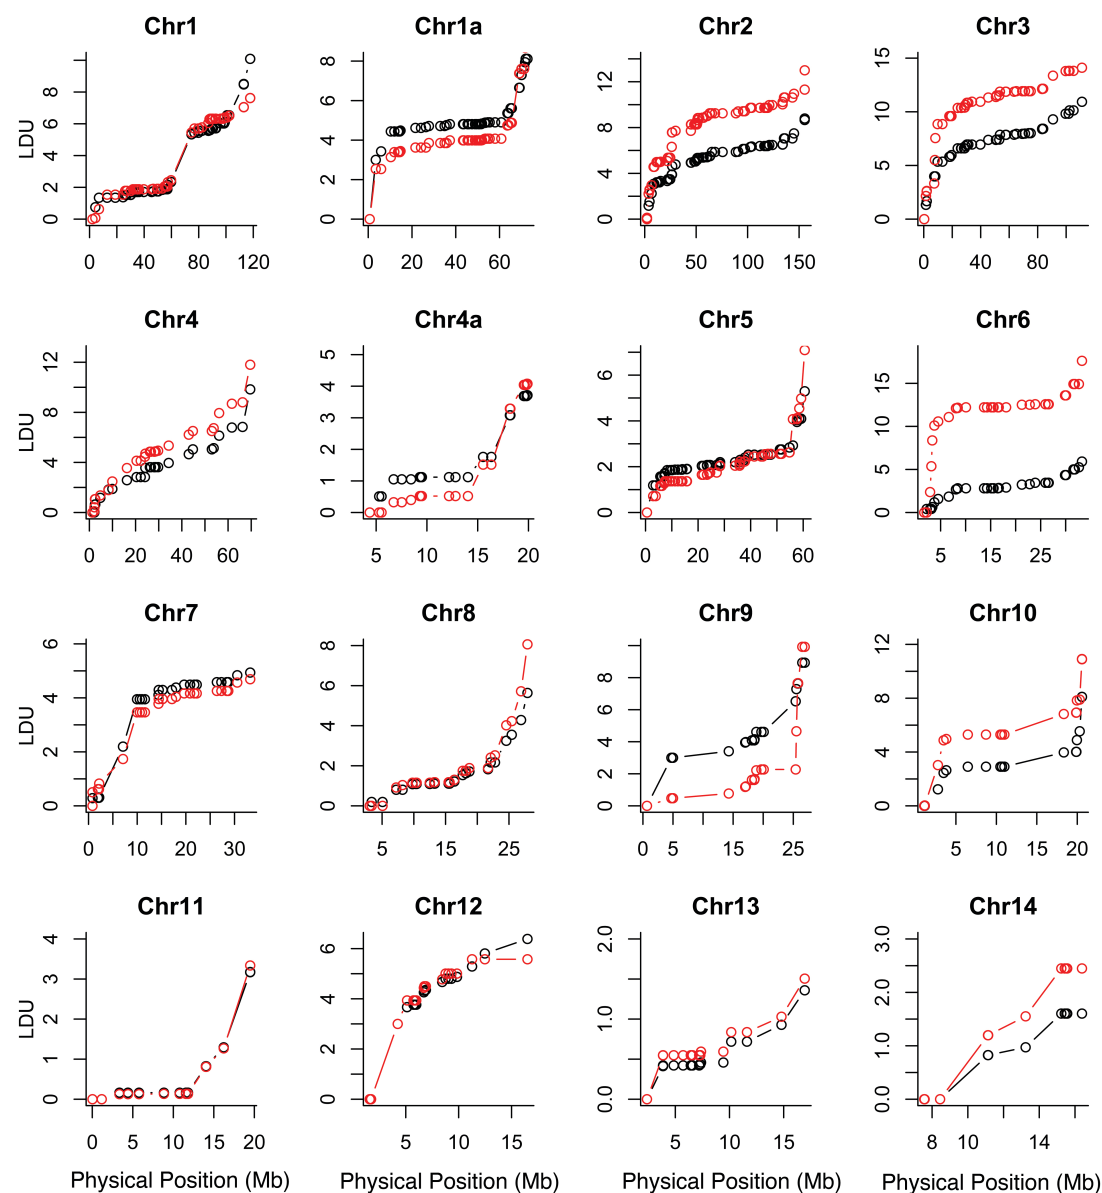 Chr1 Chr1a Chr2 Chr3
LDU
0 2 4 6 8
0 40 80 120
0 2 4 6 8
0 20 40 60
0 4 8 12
0 50 100 150
0 5 10 15
0 40 80
Chr4 Chr4a Chr5 Chr6
LDU
0 4 8 12
0 20 40 60
0 1 2 3 4 5
5 10 15 20
0 2 4 6
0 20 40 60
0 5 10 15
5 15 25
Chr7 Chr8 Chr9 Chr10
LDU
0 2 4 6
0 10 20 30
0 2 4 6 8
5 15 25
0 2 4 6 8
0 5 15 25
0 4 8 12
5 10 15 20
Chr11 Chr12 Chr13 Chr14
LDU
0 1 2 3 4
0 5 10 15 20
0 2 4 6
5 10 15
0.0 1.0 2.0
5 10 15
0.0 1.0 2.0 3.0
8 10 14
Physical Position (Mb) Physical Position (Mb) Physical Position (Mb) Physical Position (Mb)